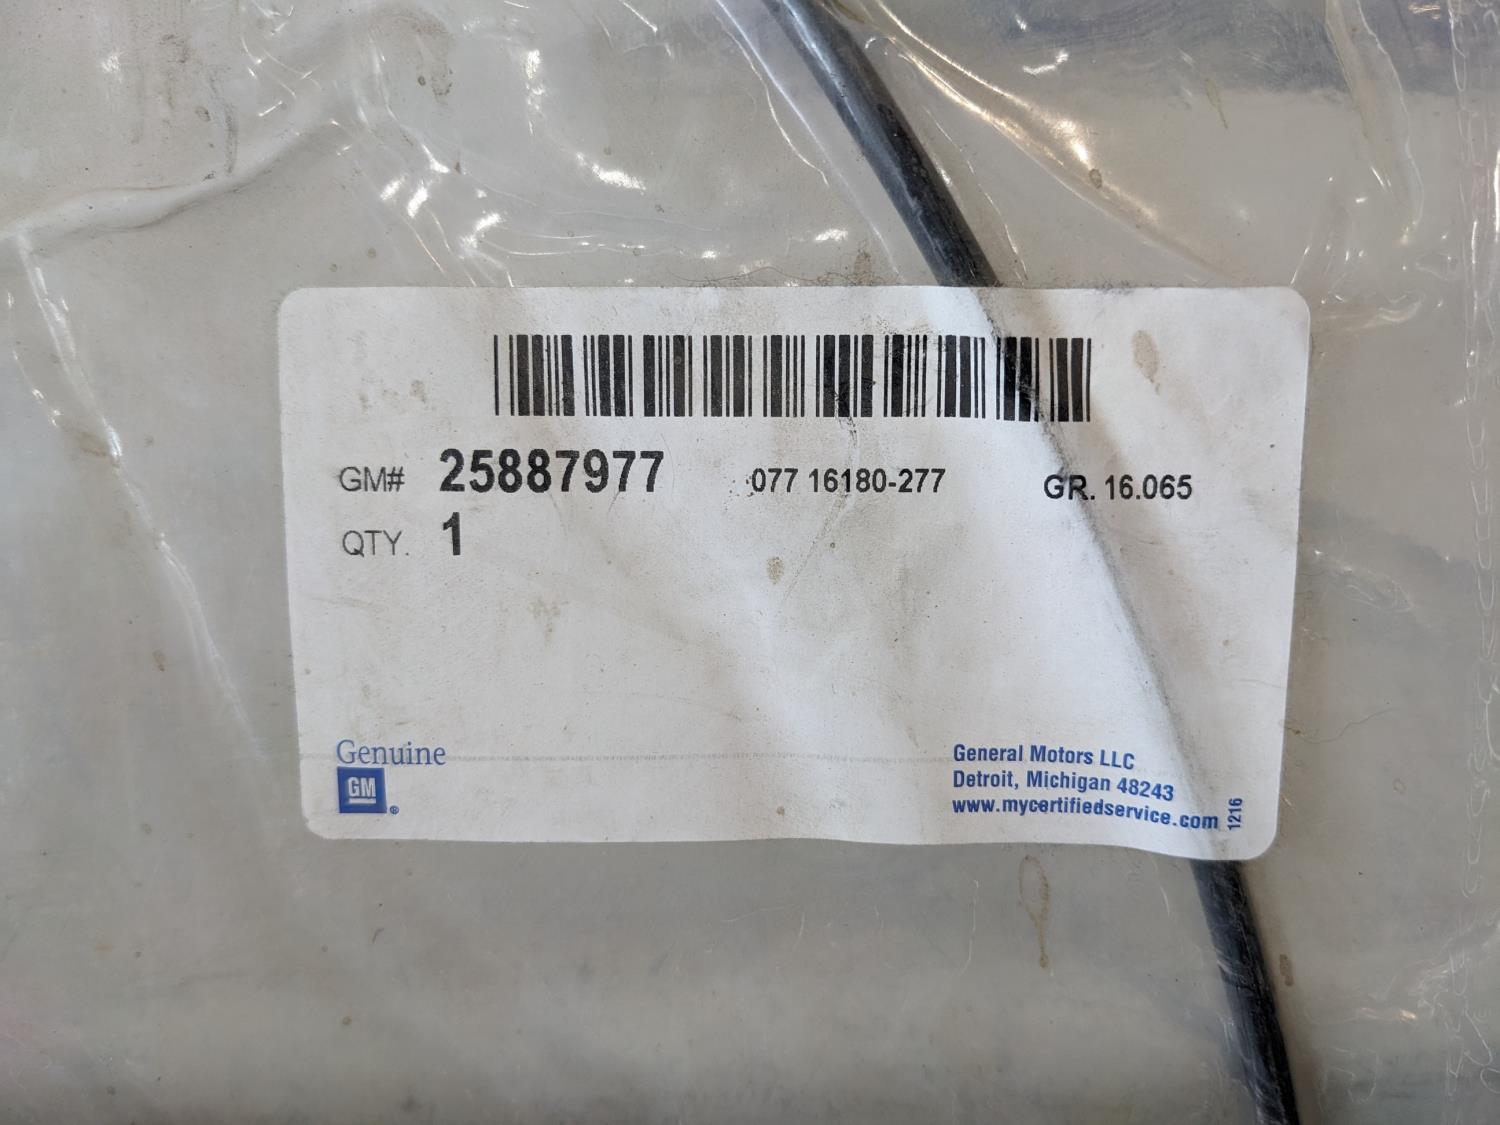 GM# 25887977 077 16180-277 GR. 16.065
QTY. 1
Genuine
GM®
General Motors LLC
Detroit, Michigan 48243
www.mycertifiedservice.com
1216